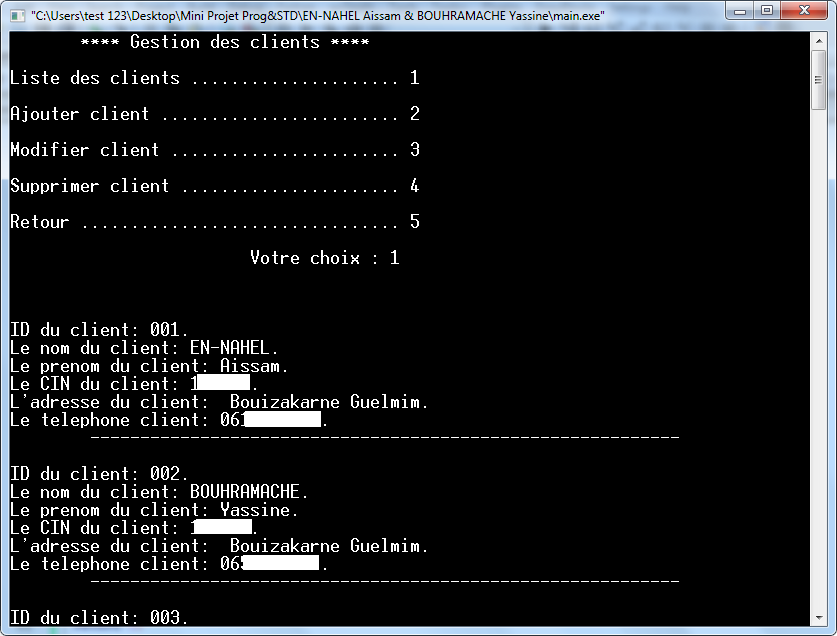 "C:\Users\test 123\Desktop\Mini Projet Prog&STD\EN-NAHEL Aissam & BOUHRAMACHE Yassine\main.exe"
**** Gestion des clients ****
Liste des clients ..................... 1
Ajouter client ........................ 2
Modifier client ....................... 3
Supprimer client ...................... 4
Retour ................................ 5
Votre choix : 1
ID du client: 001.
Le nom du client: EN-NAHEL.
Le prenom du client: Aissam.
Le CIN du client: 1 .
L'adresse du client:  Bouizakarne Guelmim.
Le telephone client: 061 .
-----------------------------------------------------------
ID du client: 002.
Le nom du client: BOUHRAMACHE.
Le prenom du client: Yassine.
Le CIN du client: 1 .
L'adresse du client:  Bouizakarne Guelmim.
Le telephone client: 065 .
-----------------------------------------------------------
ID du client: 003.